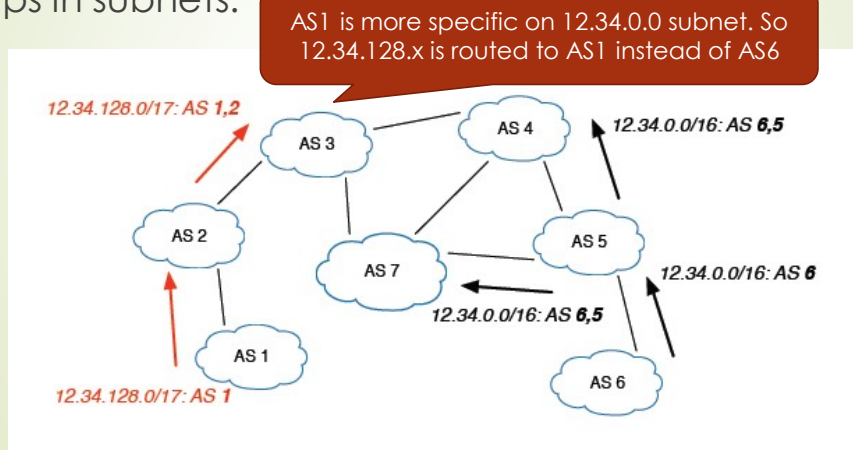 ps in subnets.
AS1 is more specific on 12.34.0.0 subnet. So
12.34.128.x is routed to AS1 instead of AS6
12.34.128.0/17: AS 1,2
AS 3
AS 4
12.34.0.0/16: AS 6,5
AS 2
AS 5
AS 7
12.34.0.0/16: AS 6
12.34.0.0/16: AS 6,5
AS 1
AS 6
12.34.128.0/17: AS 1